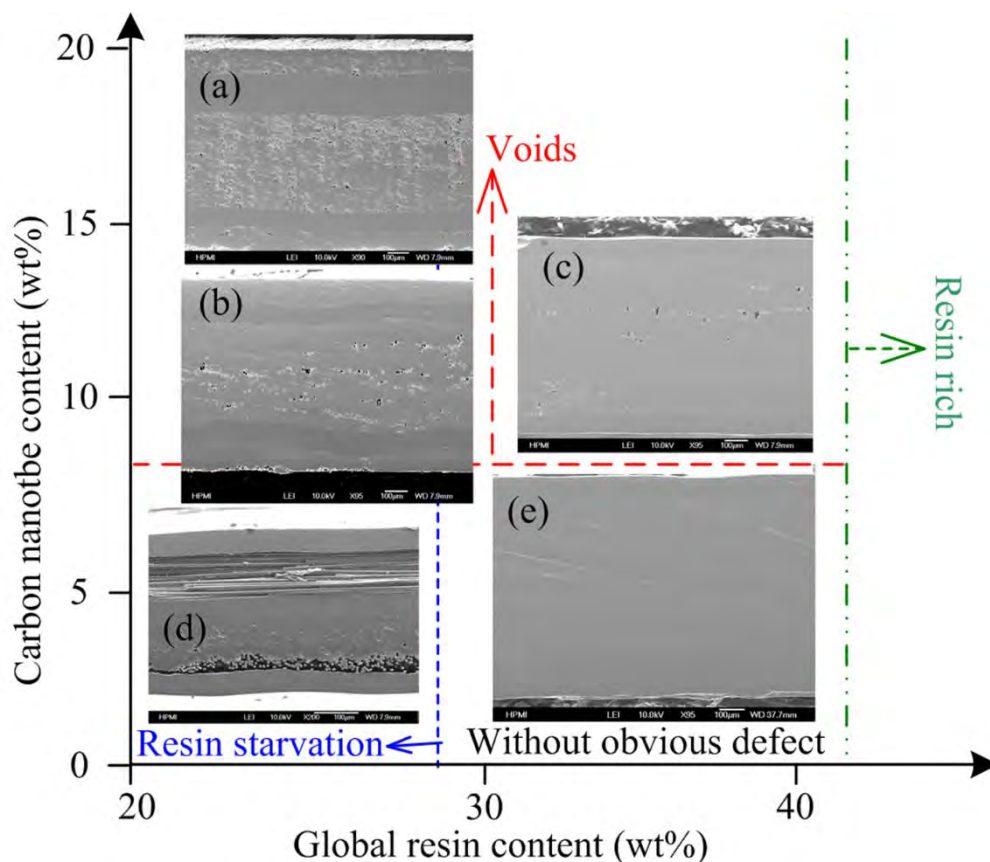 20
(a)
Voids
HPMI LEI 10.0kV X90 100μm WD 7.9mm
15
(c)
(b)
Resin rich
Carbon nanotbe content (wt%)
10
HPMI LEI 10.0kV X95 100μm WD 7.9mm
HPMI LEI 10.0kV X95 100μm WD 7.9mm
(e)
5
(d)
HPMI LEI 10.0kV X200 100μm WD 7.9mm
HPMI LEI 10.0kV X95 100μm WD 37.7mm
Resin starvation
Without obvious defect
0
20
30
40
Global resin content (wt%)